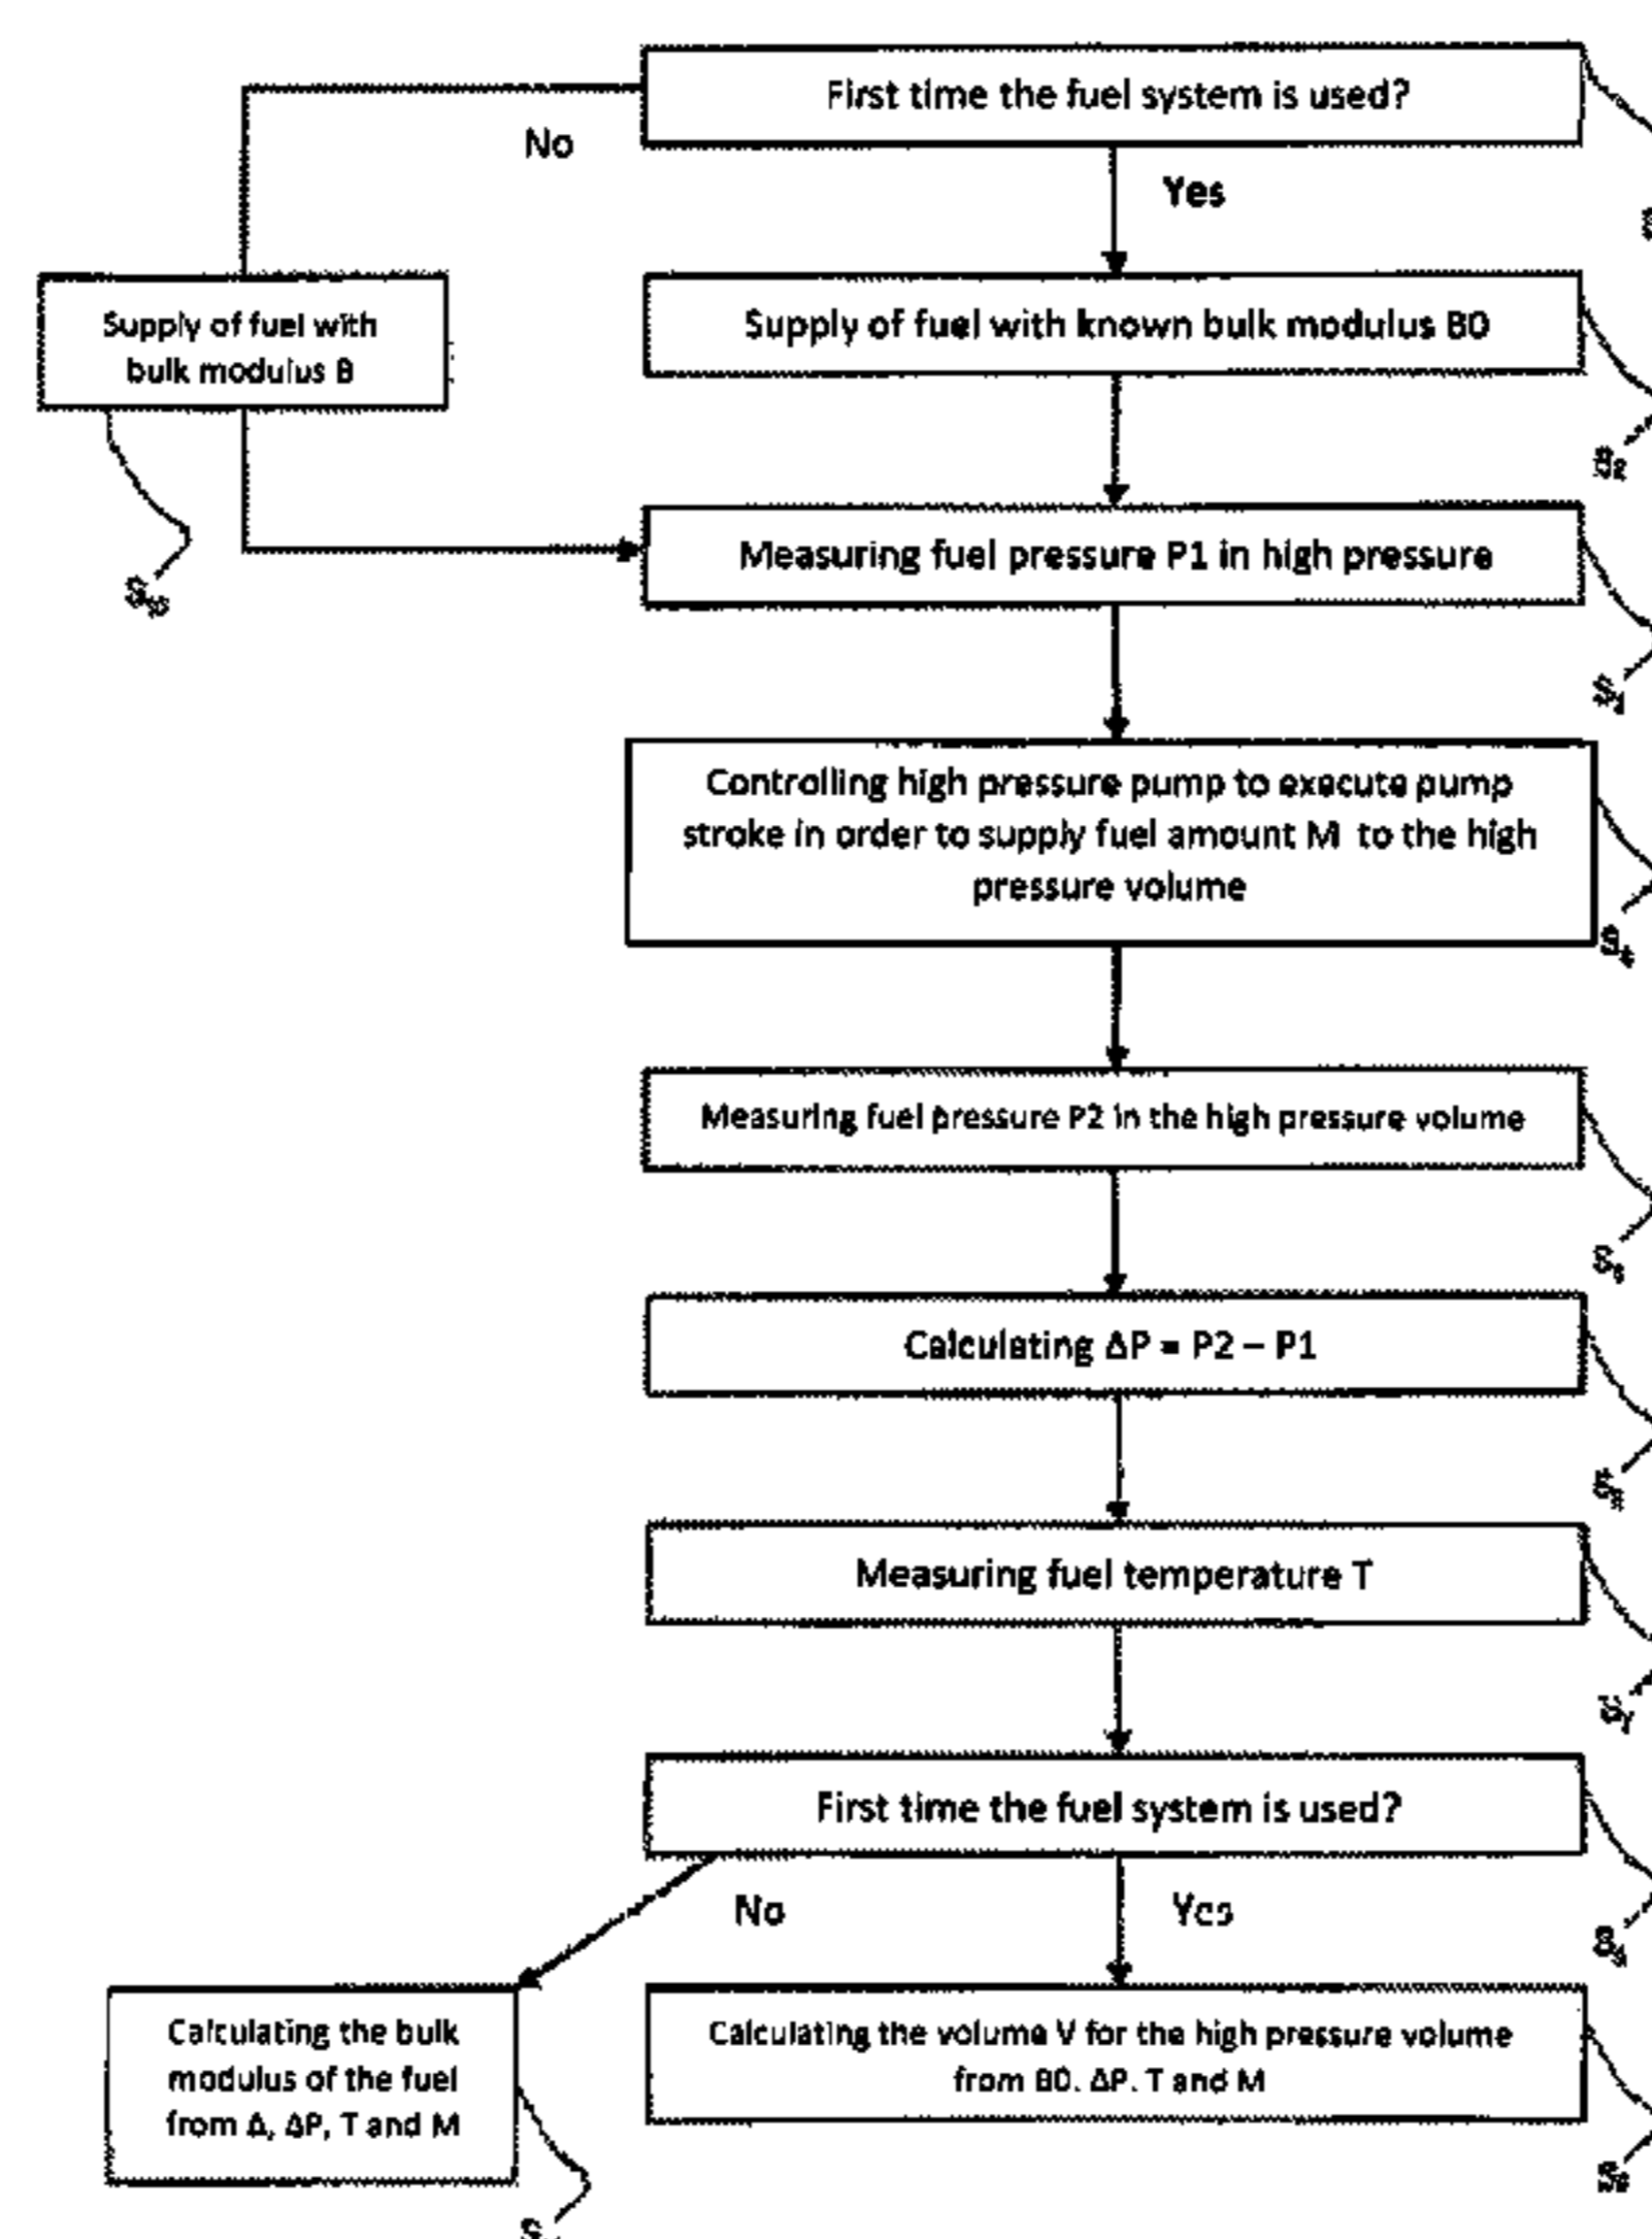 First time the fuel system is used?
No
Yes
Supply of fuel with
bulk modulus B
Supply of fuel with known bulk modulus B0
Measuring fuel pressure P1 in high pressure
Controlling high pressure pump to execute pump
stroke in order to supply fuel amount M to the high
pressure volume
Measuring fuel pressure P2 in the high pressure volume
Calculating ΔP = P2 – P1
Measuring fuel temperature T
First time the fuel system is used?
No
Yes
Calculating the bulk
modulus of the fuel
from Δ, ΔP, T and M
Calculating the volume V for the high pressure volume
from B0, ΔP, T and M